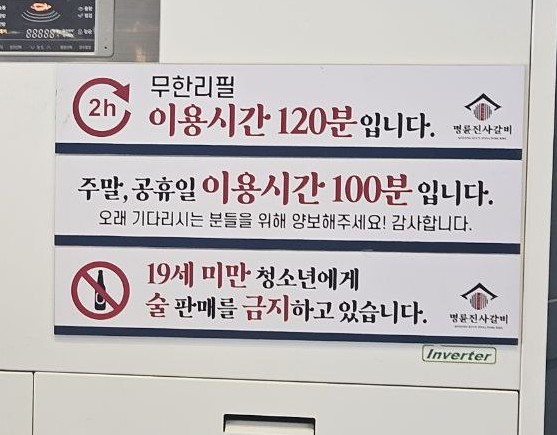 2h
무한리필
이용시간 120분입니다.
명륜진사갈비
주말, 공휴일 이용시간 100분입니다.
오래 기다리시는 분들을 위해 양보해주세요! 감사합니다.
19세 미만 청소년에게
술 판매를 금지하고 있습니다.
명륜진사갈비
Inverter